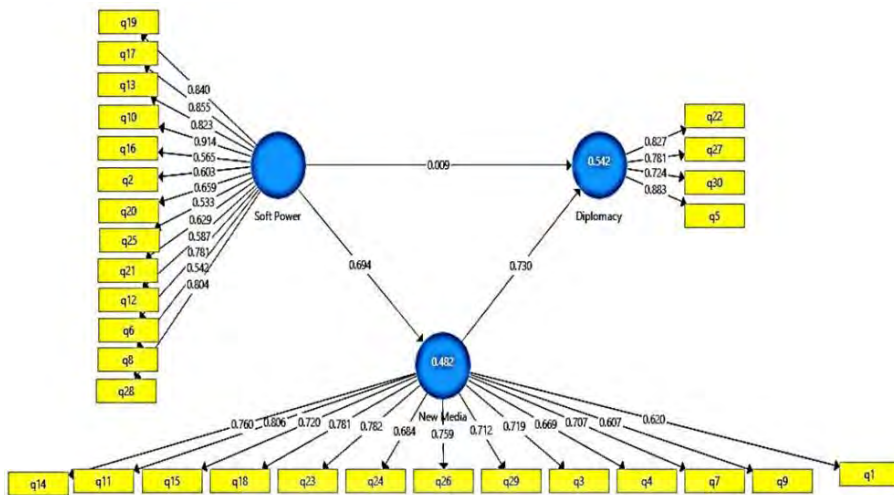 q19
q17
q13
q10
q16
q2
q20
q25
q21
q12
q6
q8
q28
0.840
0.855
0.823
0.914
0.565
0.603
0.659
0.533
0.629
0.587
0.781
0.542
0.804
Soft Power
0.009
0.694
0.730
0.542
Diplomacy
0.827
0.781
0.724
0.883
q22
q27
q30
q5
0.482
New Media
0.760
0.806
0.720
0.781
0.782
0.684
0.759
0.712
0.719
0.669
0.707
0.607
0.620
q14
q11
q15
q18
q23
q24
q26
q29
q3
q4
q7
q9
q1